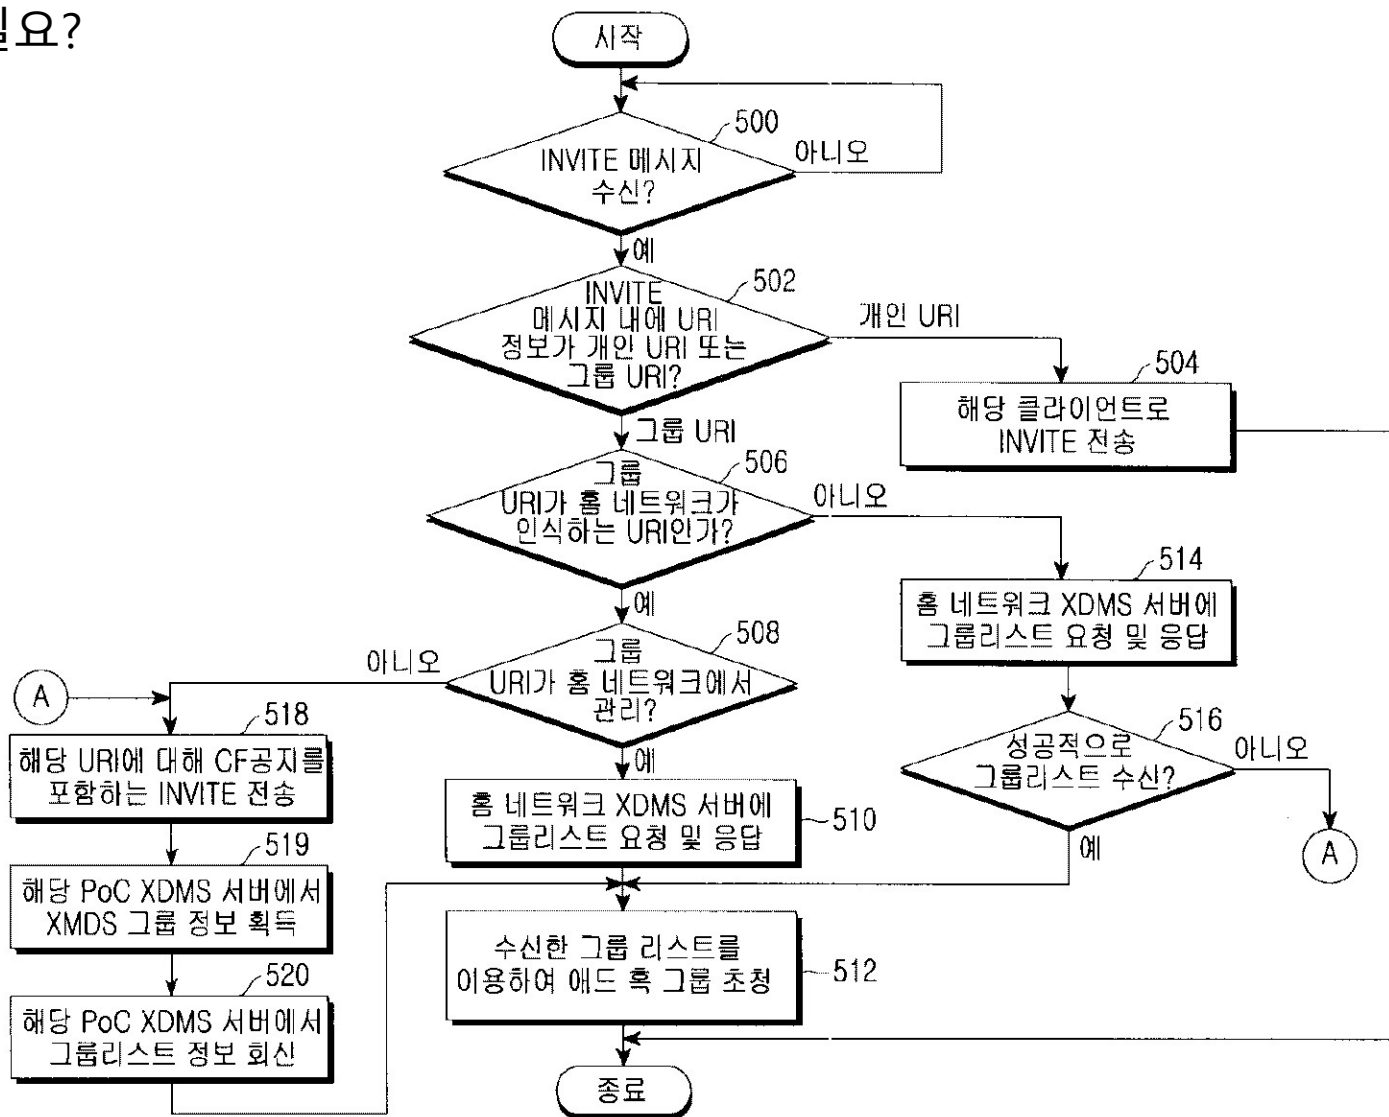 필요?
시작
500
INVITE 메시지
수신?
아니오
예
502
INVITE
메시지 내에 URI
정보가 개인 URI 또는
그룹 URI?
개인 URI
504
해당 클라이언트로
INVITE 전송
그룹 URI
506
그룹
URI가 홈 네트워크가
인식하는 URI인가?
아니오
514
홈 네트워크 XDMS 서버에
그룹리스트 요청 및 응답
예
508
그룹
URI가 홈 네트워크에서
관리?
아니오
A
518
해당 URI에 대해 CF공지를
포함하는 INVITE 전송
516
성공적으로
그룹리스트 수신?
아니오
예
홈 네트워크 XDMS 서버에
그룹리스트 요청 및 응답
510
예
A
519
해당 PoC XDMS 서버에서
XMDS 그룹 정보 획득
수신한 그룹 리스트를
이용하여 애드 혹 그룹 초청
512
520
해당 PoC XDMS 서버에서
그룹리스트 정보 회신
종료